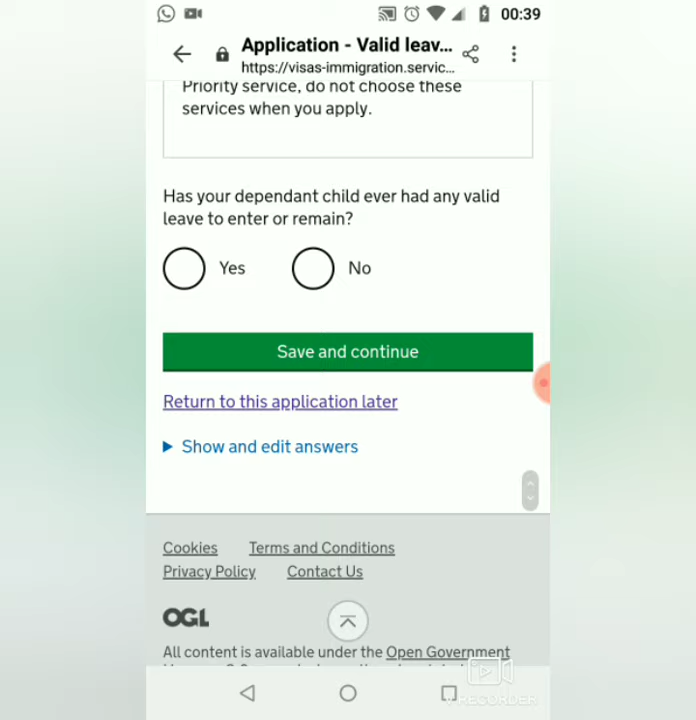 00:39
Application - Valid leav...
https://visas-immigration.servic...
Priority service, do not choose these
services when you apply.
Has your dependant child ever had any valid
leave to enter or remain?
Yes No
Save and continue
Return to this application later
Show and edit answers
Cookies Terms and Conditions
Privacy Policy Contact Us
OGL
All content is available under the Open Government
V RECORDER